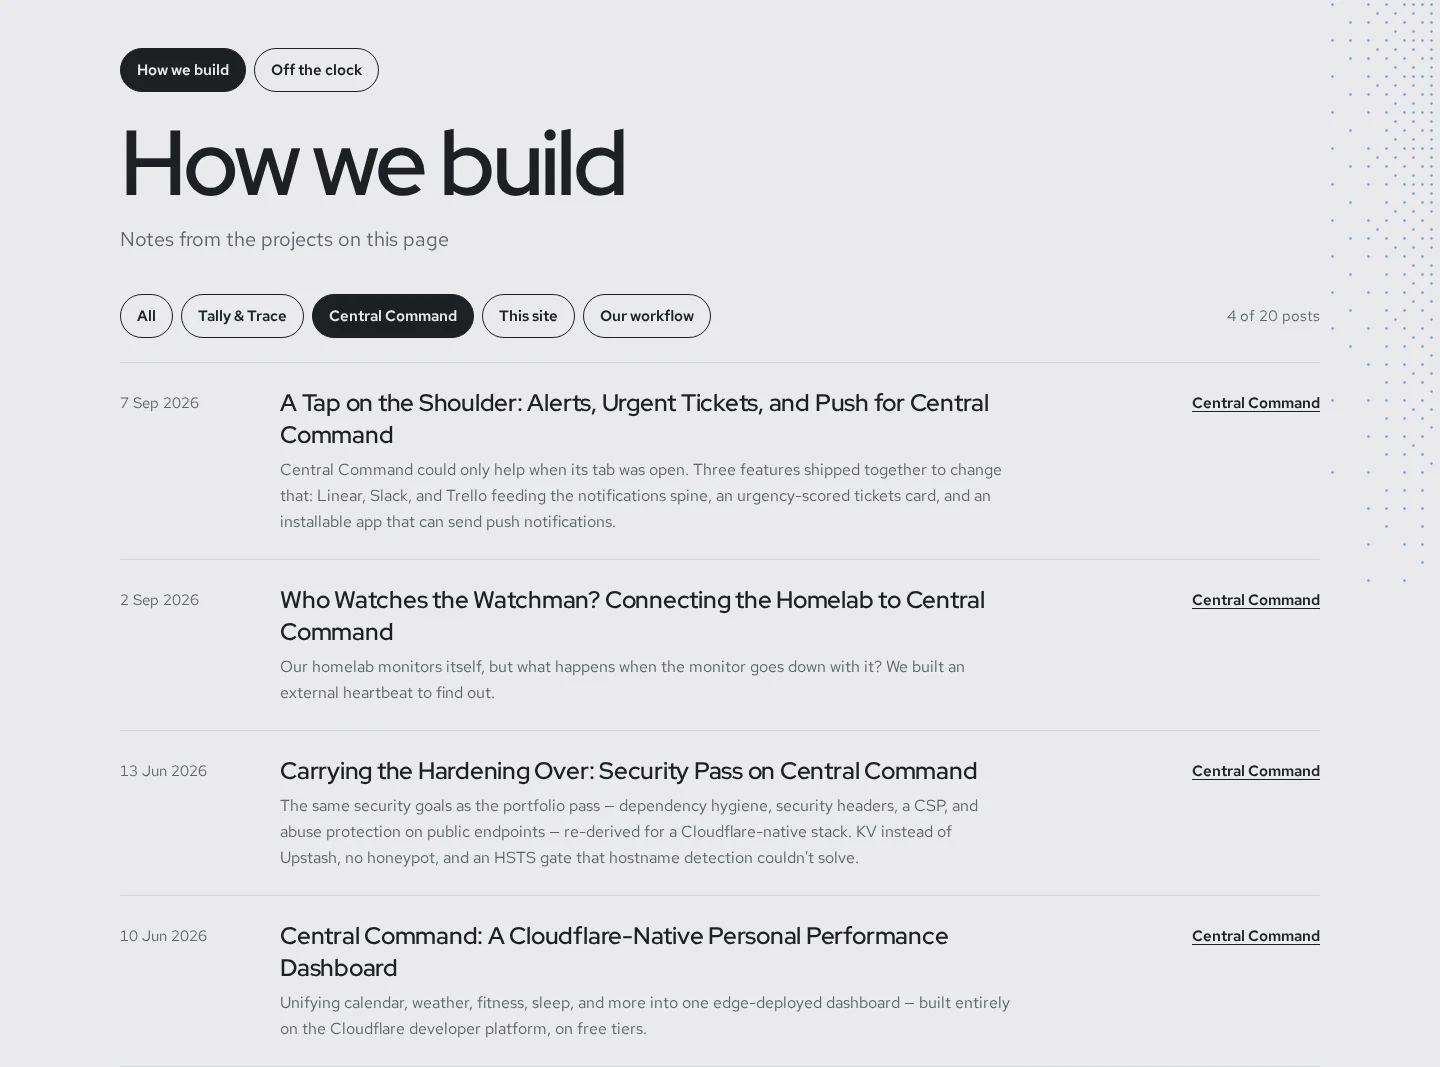 How we build
Off the clock
How we build
Notes from the projects on this page
All
Tally & Trace
Central Command
This site
Our workflow
4 of 20 posts
7 Sep 2026
A Tap on the Shoulder: Alerts, Urgent Tickets, and Push for Central
Command
Central Command could only help when its tab was open. Three features shipped together to change
that: Linear, Slack, and Trello feeding the notifications spine, an urgency-scored tickets card, and an
installable app that can send push notifications.
Central Command
2 Sep 2026
Who Watches the Watchman? Connecting the Homelab to Central
Command
Our homelab monitors itself, but what happens when the monitor goes down with it? We built an
external heartbeat to find out.
Central Command
13 Jun 2026
Carrying the Hardening Over: Security Pass on Central Command
The same security goals as the portfolio pass — dependency hygiene, security headers, a CSP, and
abuse protection on public endpoints — re-derived for a Cloudflare-native stack. KV instead of
Upstash, no honeypot, and an HSTS gate that hostname detection couldn't solve.
Central Command
10 Jun 2026
Central Command: A Cloudflare-Native Personal Performance
Dashboard
Unifying calendar, weather, fitness, sleep, and more into one edge-deployed dashboard — built entirely
on the Cloudflare developer platform, on free tiers.
Central Command